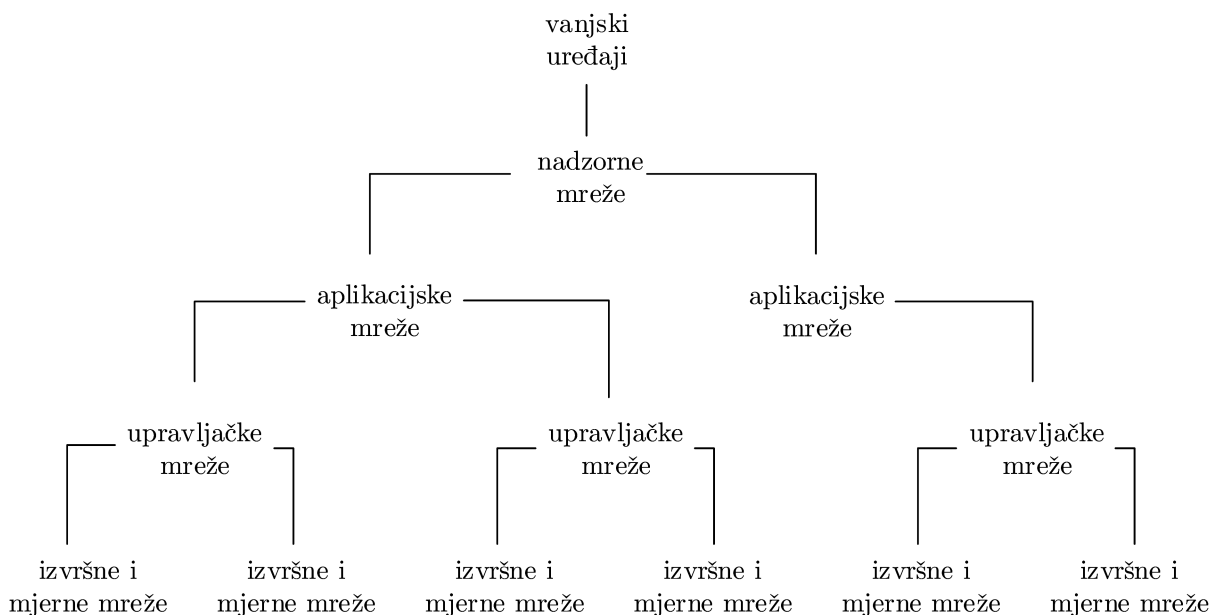 vanjski
uređaji
nadzorne
mreže
aplikacijske
mreže
aplikacijske
mreže
upravljačke
mreže
upravljačke
mreže
upravljačke
mreže
izvršne i
mjerne mreže
izvršne i
mjerne mreže
izvršne i
mjerne mreže
izvršne i
mjerne mreže
izvršne i
mjerne mreže
izvršne i
mjerne mreže